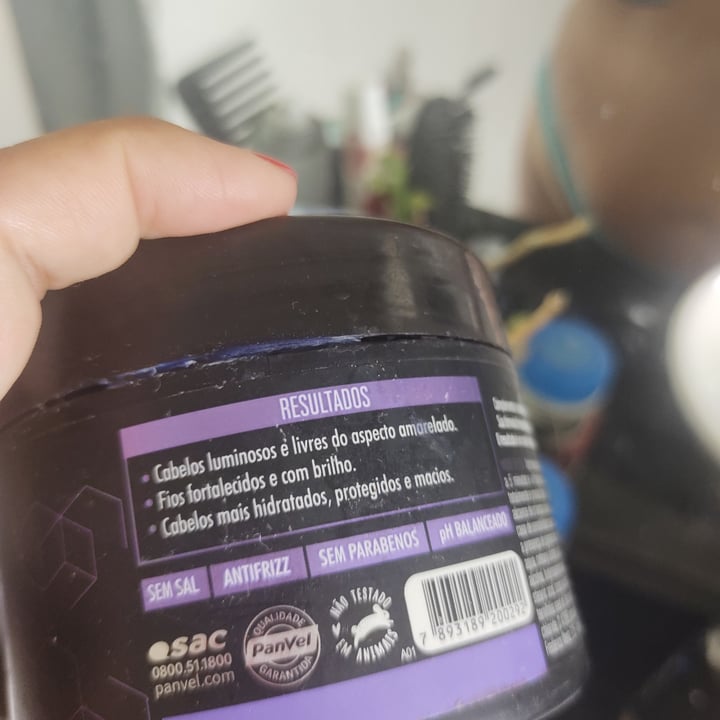 RESULTADOS
• Cabelos luminosos e livres do aspecto amarelado.
• Fios fortalecidos e com brilho.
• Cabelos mais hidratados, protegidos e macios.
SEM SAL ANTIFRIZZ SEM PARABENOS pH BALANCEADO
sac
0800.51.1800
panvel.com
QUALIDADE
PanVel
GARANTIDA
NÃO TESTADO
EM ANIMAIS
A01
7 893189 200292